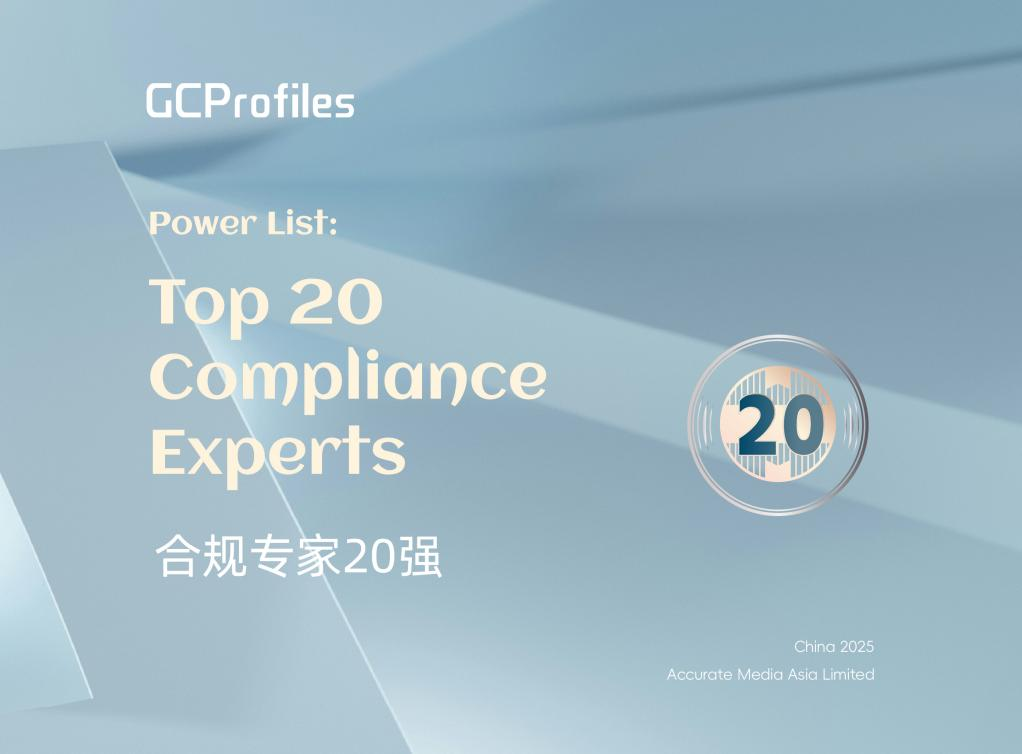 GCProfiles
Power List:
Top 20
Compliance
Experts
合规专家20强
20
China 2025
Accurate Media Asia Limited